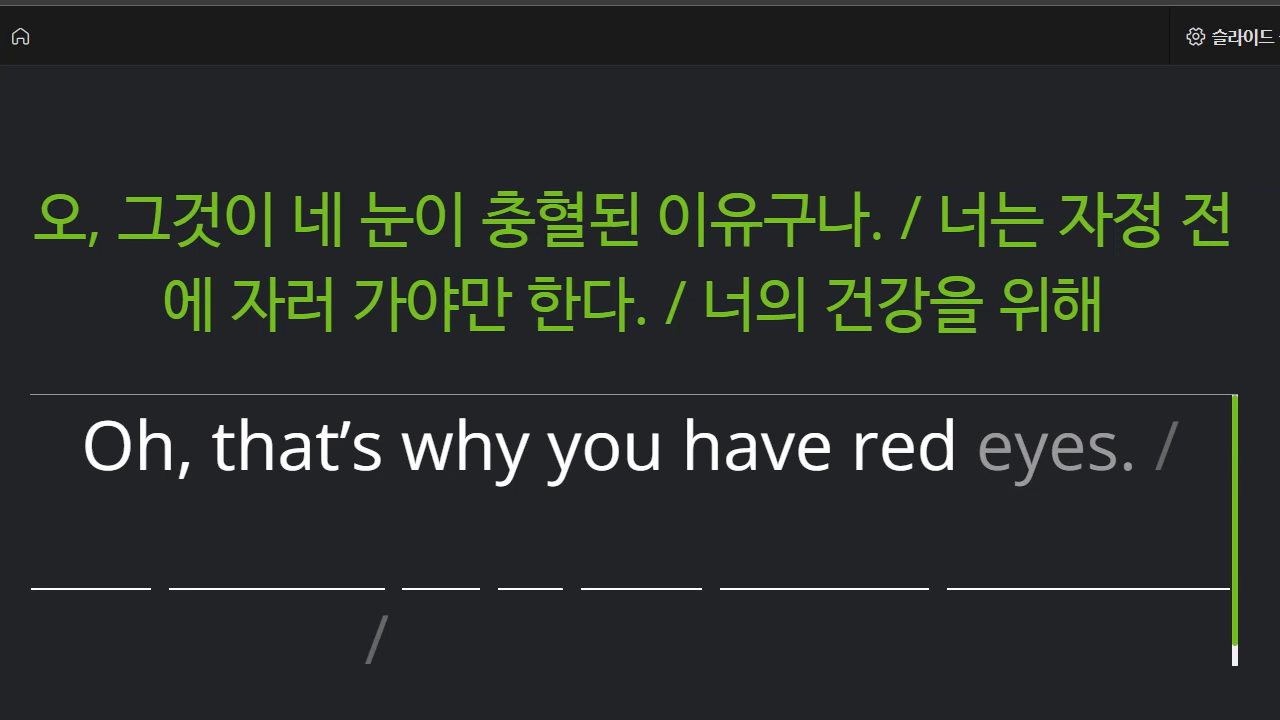 슬라이드
오, 그것이 네 눈이 충혈된 이유구나. / 너는 자정 전
에 자러 가야만 한다. / 너의 건강을 위해
Oh, that’s why you have red eyes. /
/